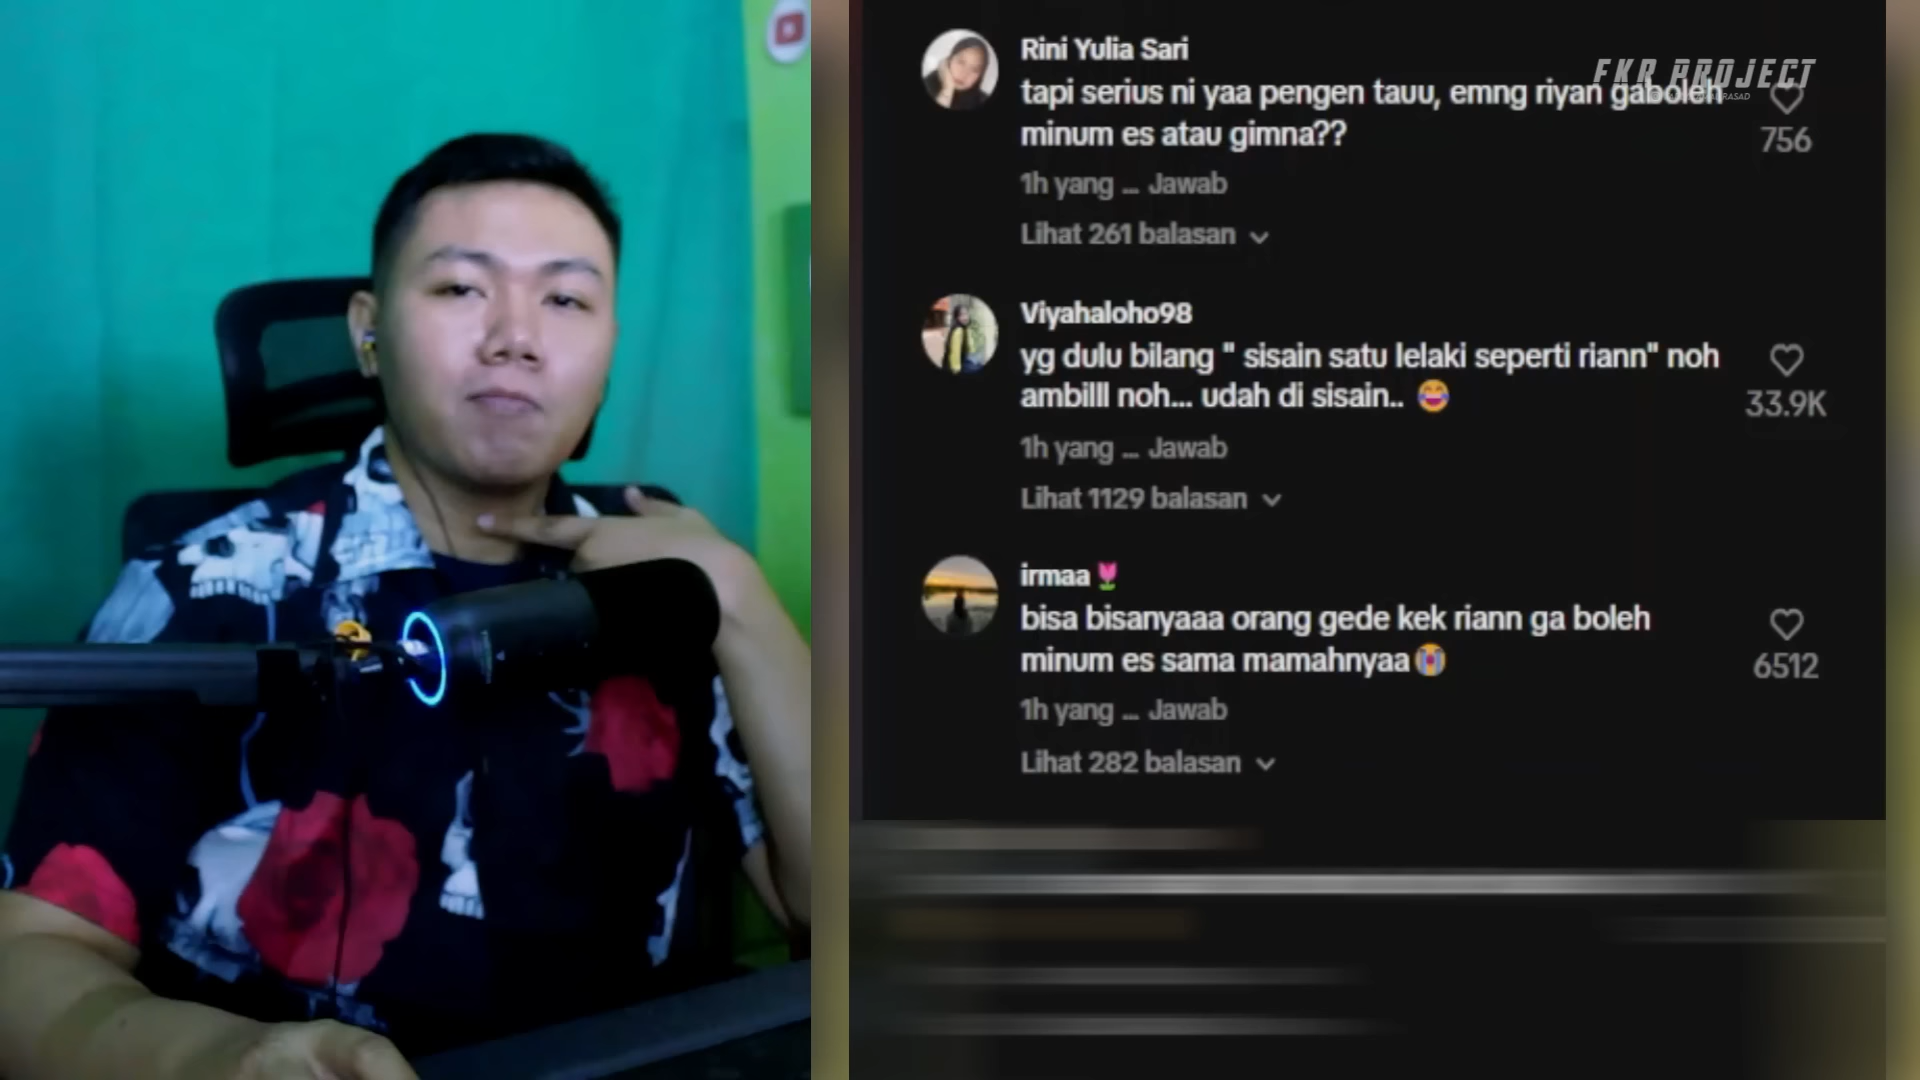 FKR PROJECT
Rini Yulia Sari
tapi serius ni yaa pengen tauu, emng riyan gaboleh
minum es atau gimna??
756
1h yang ... Jawab
Lihat 261 balasan
Viyahaloho98
yg dulu bilang " sisain satu lelaki seperti riann" noh
ambilll noh... udah di sisain.. 😂
33.9K
1h yang ... Jawab
Lihat 1129 balasan
irmaa🌷
bisa bisanyaaa orang gede kek riann ga boleh
minum es sama mamahnyaa😭
6512
1h yang ... Jawab
Lihat 282 balasan